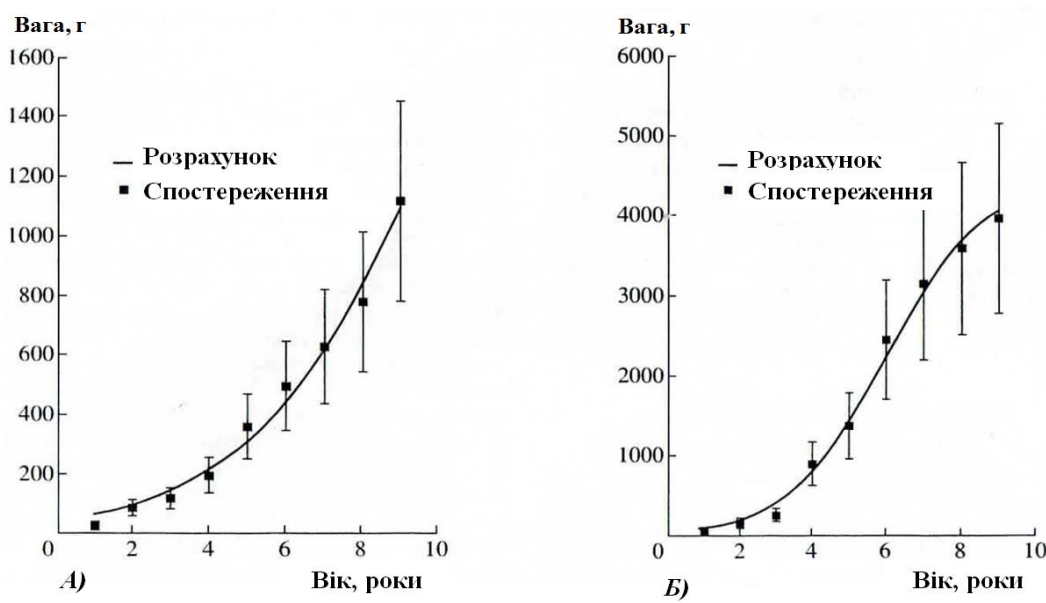 Вага, г
1600
1400
1200
1000
800
600
400
200
0
2
4
6
8
10
Розрахунок
Спостереження
А)
Вік, роки
Вага, г
6000
5000
4000
3000
2000
1000
0
2
4
6
8
10
Розрахунок
Спостереження
Б)
Вік, роки